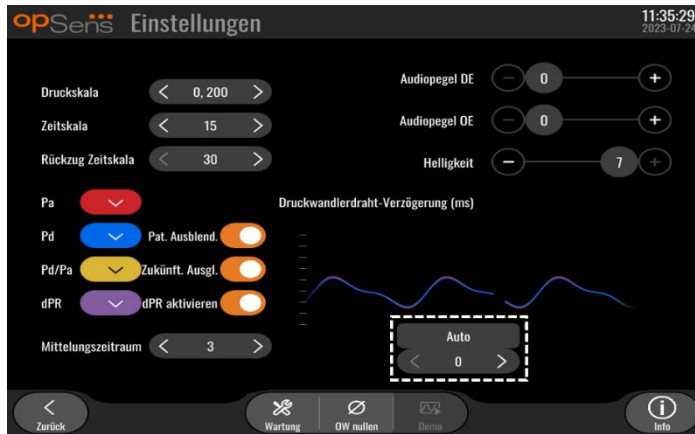 opSens Einstellungen
11:35:29
2023-07-24
Druckskala 0, 200
Zeitskala 15
Rückzug Zeitskala 30
Audiopegel DE 0
Audiopegel OE 0
Helligkeit 7
Pa
Pd Pat. Ausblend.
Pd/Pa Zukünft. Ausgl.
dPR dPR aktivieren
Mittelungszeitraum 3
Druckwandlerdraht-Verzögerung (ms)
Auto
0
Zurück
Wartung
OW nullen
Demo
Info